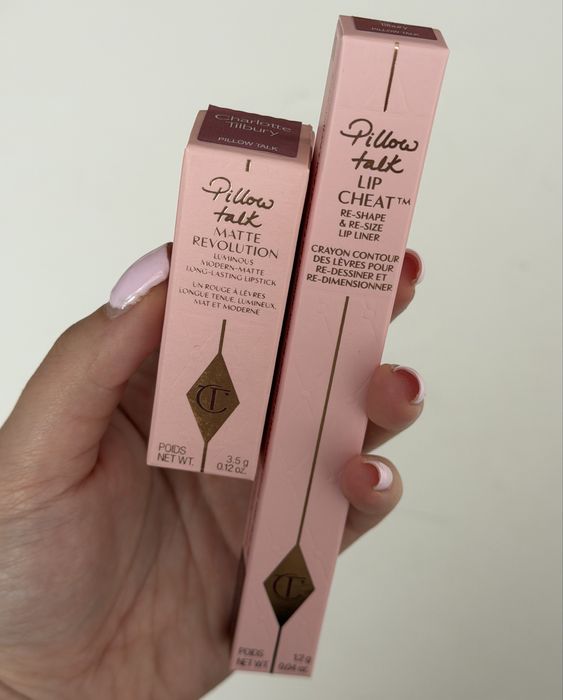 Charlotte
Tilbury
PILLOW TALK
Pillow
talk
MATTE
REVOLUTION
LUMINOUS
MODERN-MATTE
LONG-LASTING LIPSTICK
UN ROUGE À LÈVRES
LONGUE TENUE, LUMINEUX,
MAT ET MODERNE
CT
POIDS
NET WT.
3.5 g
0.12 oz.
Tilbury
PILLOW TALK
Pillow
talk
LIP
CHEAT™
RE-SHAPE
& RE-SIZE
LIP LINER
CRAYON CONTOUR
DES LÈVRES POUR
RE-DESSINER ET
RE-DIMENSIONNER
CT
POIDS
NET WT.
1.2 g
0.04 oz.